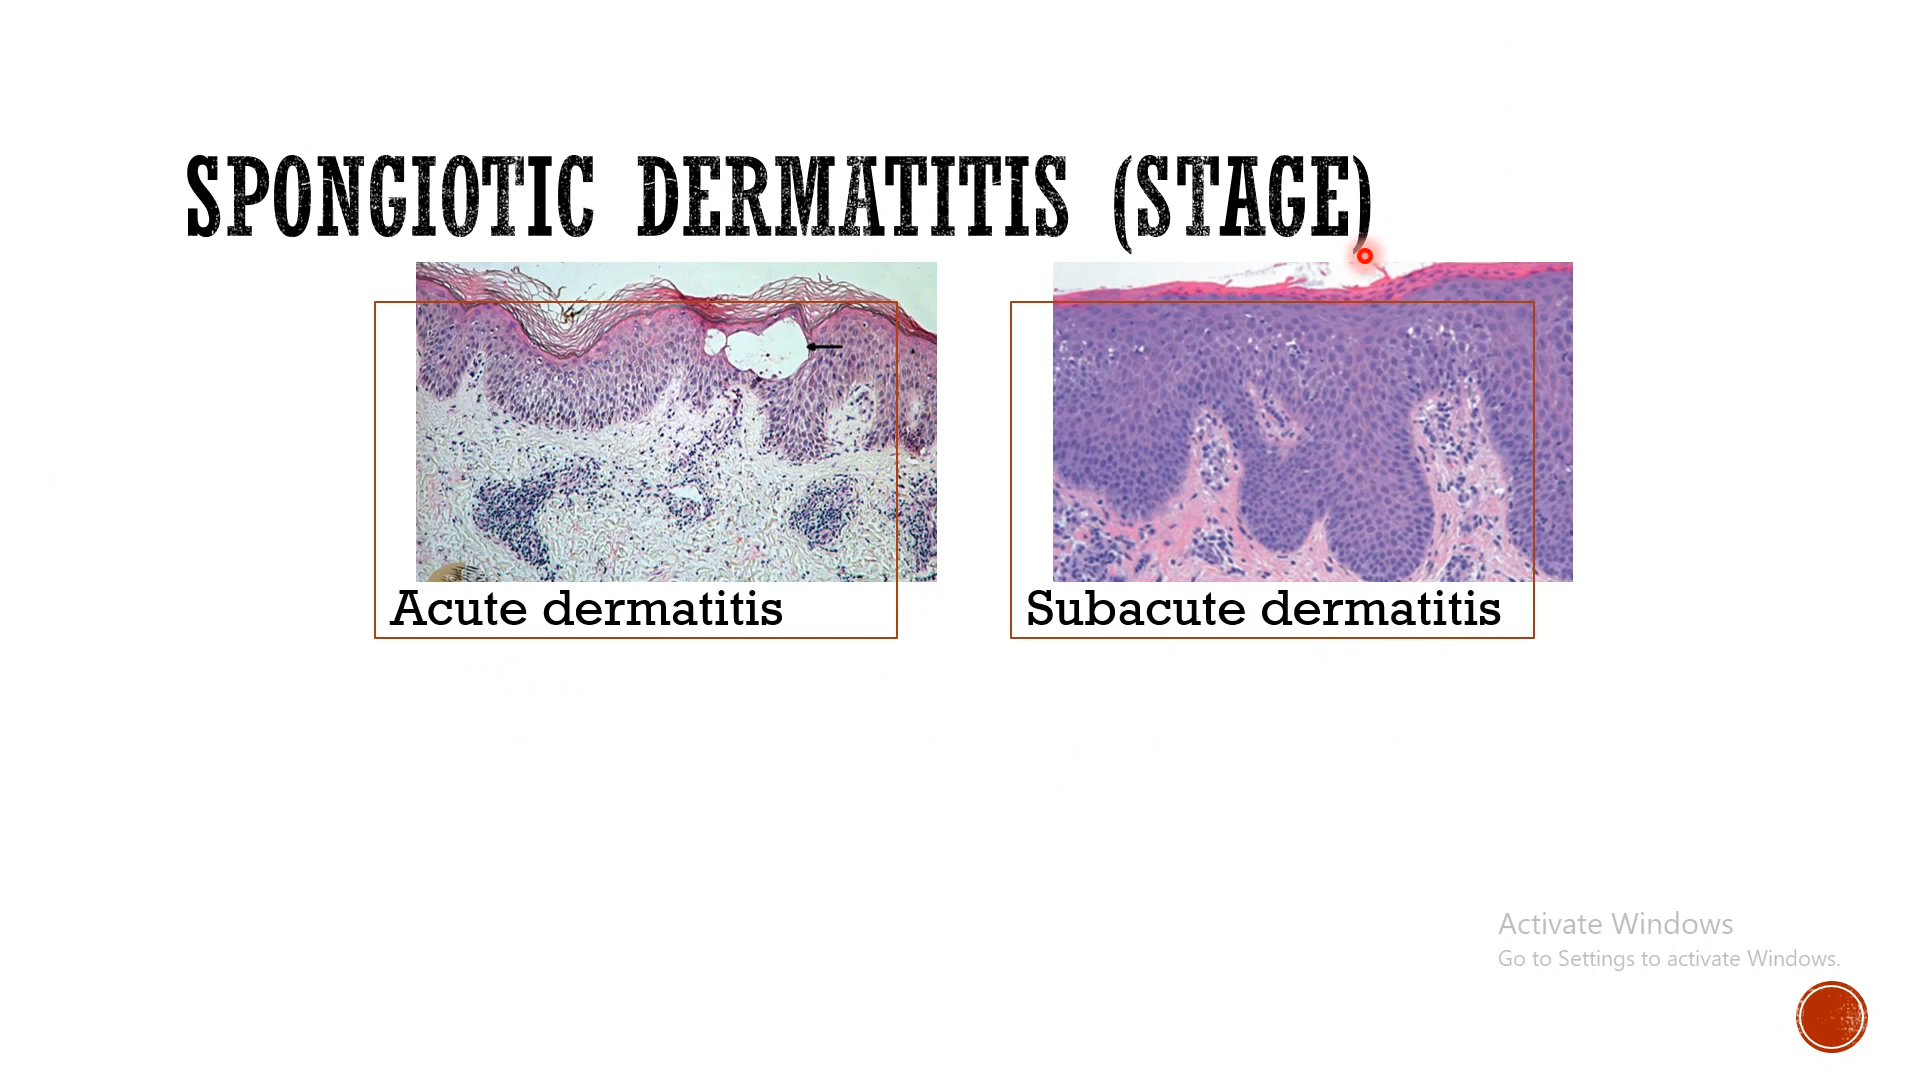 SPONGIOTIC DERMATITIS (STAGE)
Acute dermatitis
Subacute dermatitis
Activate Windows
Go to Settings to activate Windows.